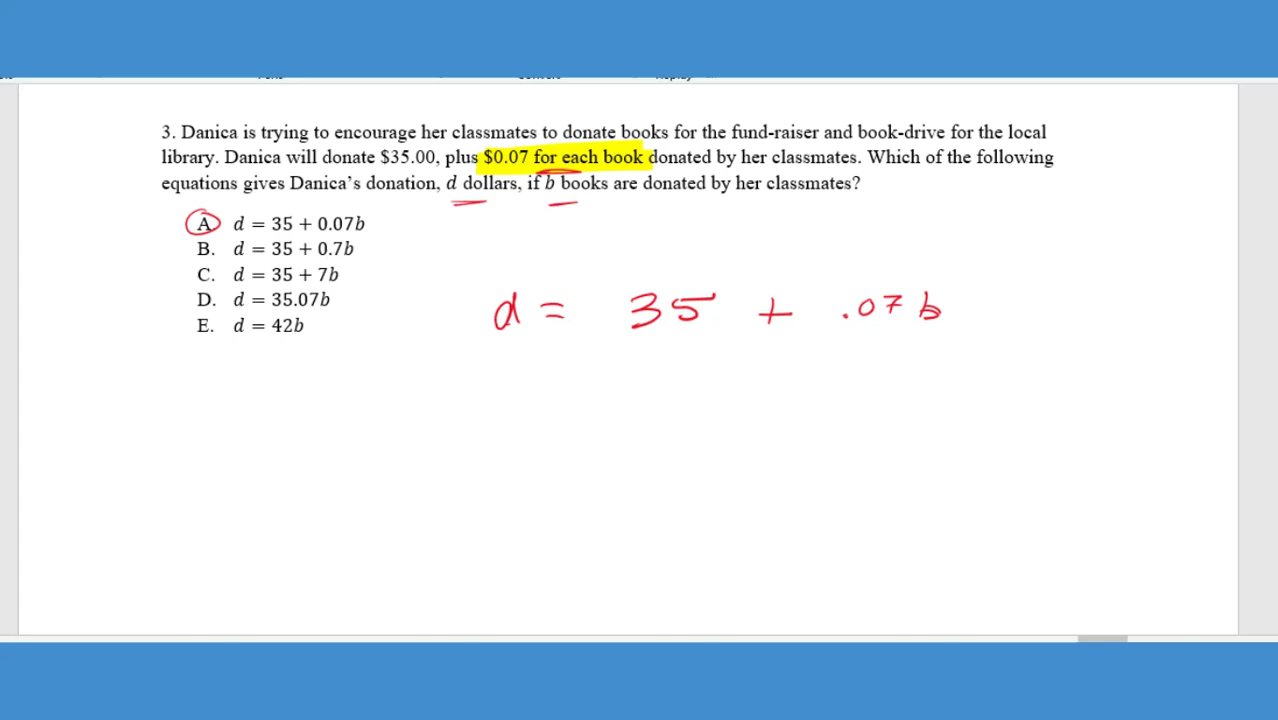 3. Danica is trying to encourage her classmates to donate books for the fund-raiser and book-drive for the local
library. Danica will donate $35.00, plus $0.07 for each book donated by her classmates. Which of the following
equations gives Danica's donation, d dollars, if b books are donated by her classmates?
A. d = 35 + 0.07b
B. d = 35 + 0.7b
C. d = 35 + 7b
D. d = 35.07b
E. d = 42b
d = 35 + .07 b